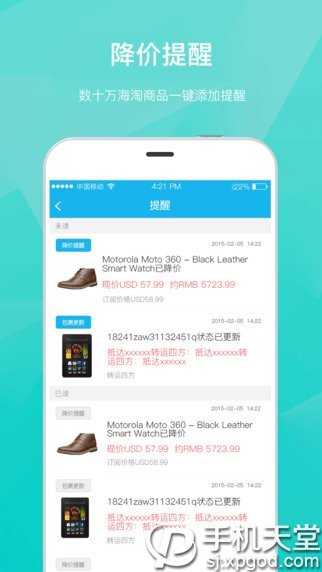 降价提醒
数十万海淘商品一键添加提醒
中国移动 4:21 PM 22%
提醒
未读
降价提醒 2015-02-05 14:22
Motorola Moto 360 - Black Leather
Smart Watch已降价
现价USD 57.99 约RMB 5723.99
订阅价格USD58.99
包裹更新 2015-02-05 14:22
18241zaw31132451q状态已更新
抵达xxxxxx转运四方；抵达xxxxxx
转运四方；抵达xxxxxx转运四方
转运四方
已读
降价提醒 2015-02-05 14:22
Motorola Moto 360 - Black Leather
Smart Watch已降价
现价USD 57.99 约RMB 5723.99
订阅价格USD58.99
包裹更新 2015-02-05 14:22
18241zaw31132451q状态已更新
抵达xxxxxx转运四方；抵达xxxxxx
转运四方；抵达xxxxxx
转运四方
降价提醒
手机天堂
sj.xpgod.com